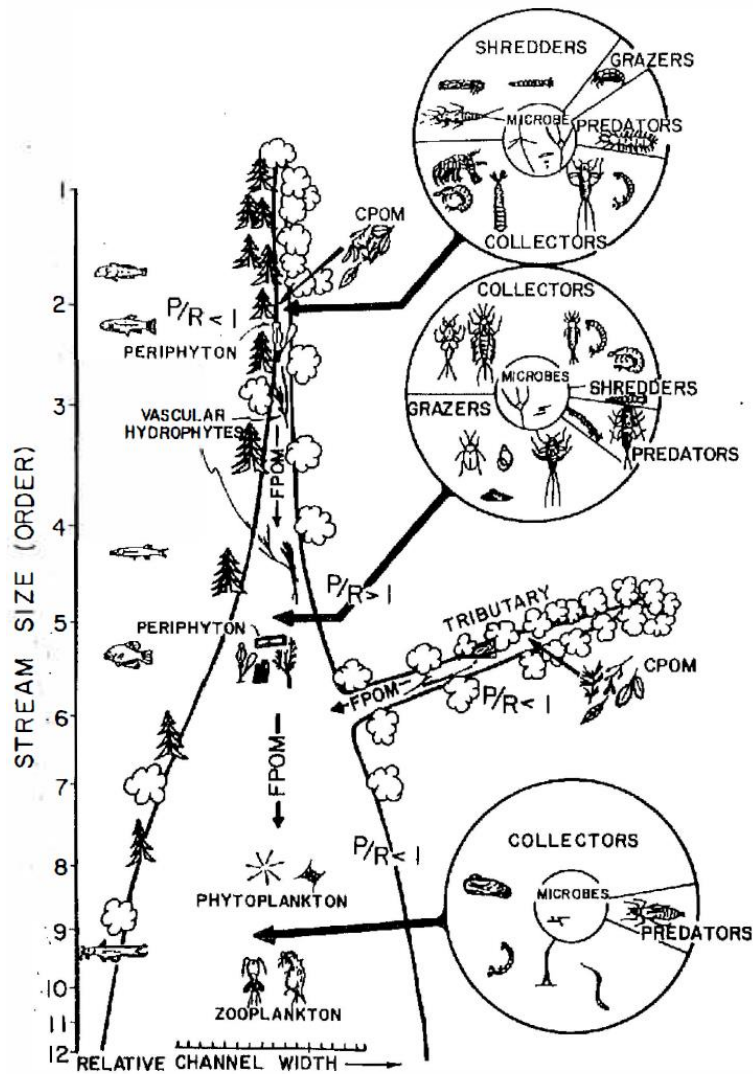 SHREDDERS
GRAZERS
MICROBES
PREDATORS
COLLECTORS
1
CPOM
2
P/R < 1
PERIPHYTON
COLLECTORS
MICROBES
SHREDDERS
GRAZERS
PREDATORS
3
VASCULAR
HYDROPHYTES
FPOM
STREAM SIZE (ORDER)
4
P/R > 1
TRIBUTARY
5
PERIPHYTON
CPOM
FPOM
P/R < 1
6
FPOM
7
P/R < 1
COLLECTORS
8
PHYTOPLANKTON
MICROBES
9
PREDATORS
10
ZOOPLANKTON
11
12
RELATIVE CHANNEL WIDTH